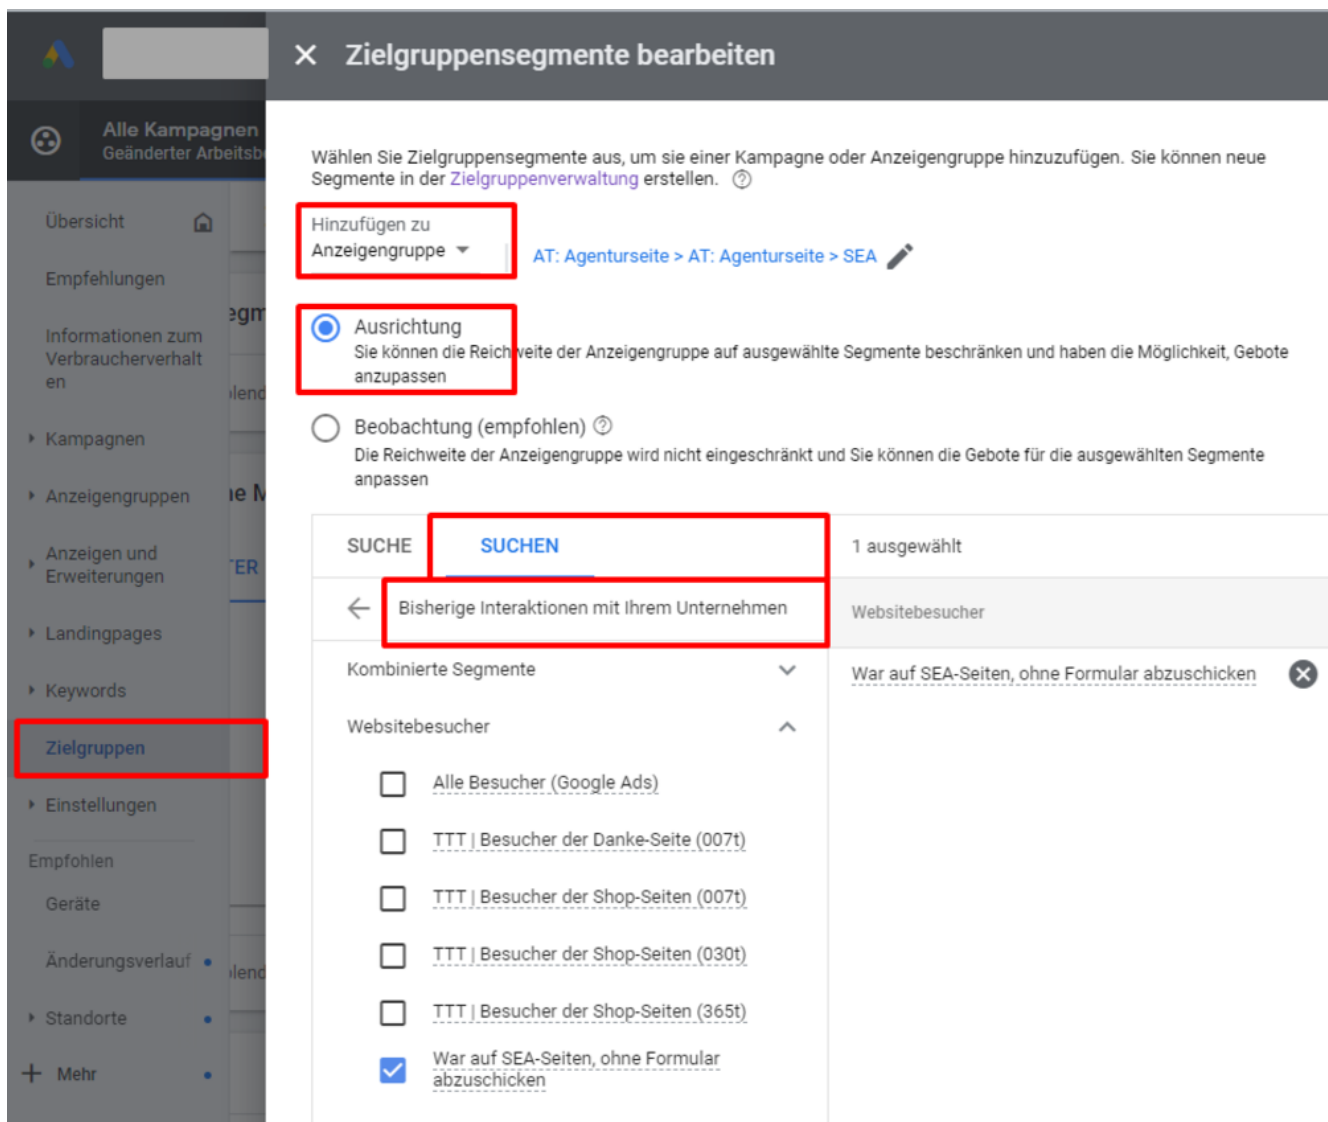 Zielgruppensegmente bearbeiten
Alle Kampagnen
Geänderter
Wählen Sie Zielgruppensegmente aus, um sie einer Kampagne oder Anzeigengruppe hinzuzufügen. Sie können neue
Segmente in der Zielgruppenverwaltung erstellen.
Hinzufügen zu
Anzeigengruppe
AT: Agenturseite > AT: Agenturseite > SEA
Ausrichtung
Sie können die Reichweite der Anzeigengruppe auf ausgewählte Segmente beschränken und haben die Möglichkeit, Gebote
anzupassen
Beobachtung (empfohlen)
Die Reichweite der Anzeigengruppe wird nicht eingeschränkt und Sie können die Gebote für die ausgewählten Segmente
anpassen
SUCHE
SUCHEN
1 ausgewählt
Bisherige Interaktionen mit Ihrem Unternehmen
Websitebesucher
Kombinierte Segmente
War auf SEA-Seiten, ohne Formular abzuschicken
Websitebesucher
Alle Besucher (Google Ads)
TTT | Besucher der Danke-Seite (007t)
TTT | Besucher der Shop-Seiten (007t)
TTT | Besucher der Shop-Seiten (030t)
TTT | Besucher der Shop-Seiten (365t)
War auf SEA-Seiten, ohne Formular
abzuschicken
Übersicht
Empfehlungen
Informationen zum
Verbraucherverhalt
en
Kampagnen
Anzeigengruppen
Anzeigen und
Erweiterungen
Landingpages
Keywords
Zielgruppen
Einstellungen
Empfohlen
Geräte
Änderungsverlauf
Standorte
+ Mehr